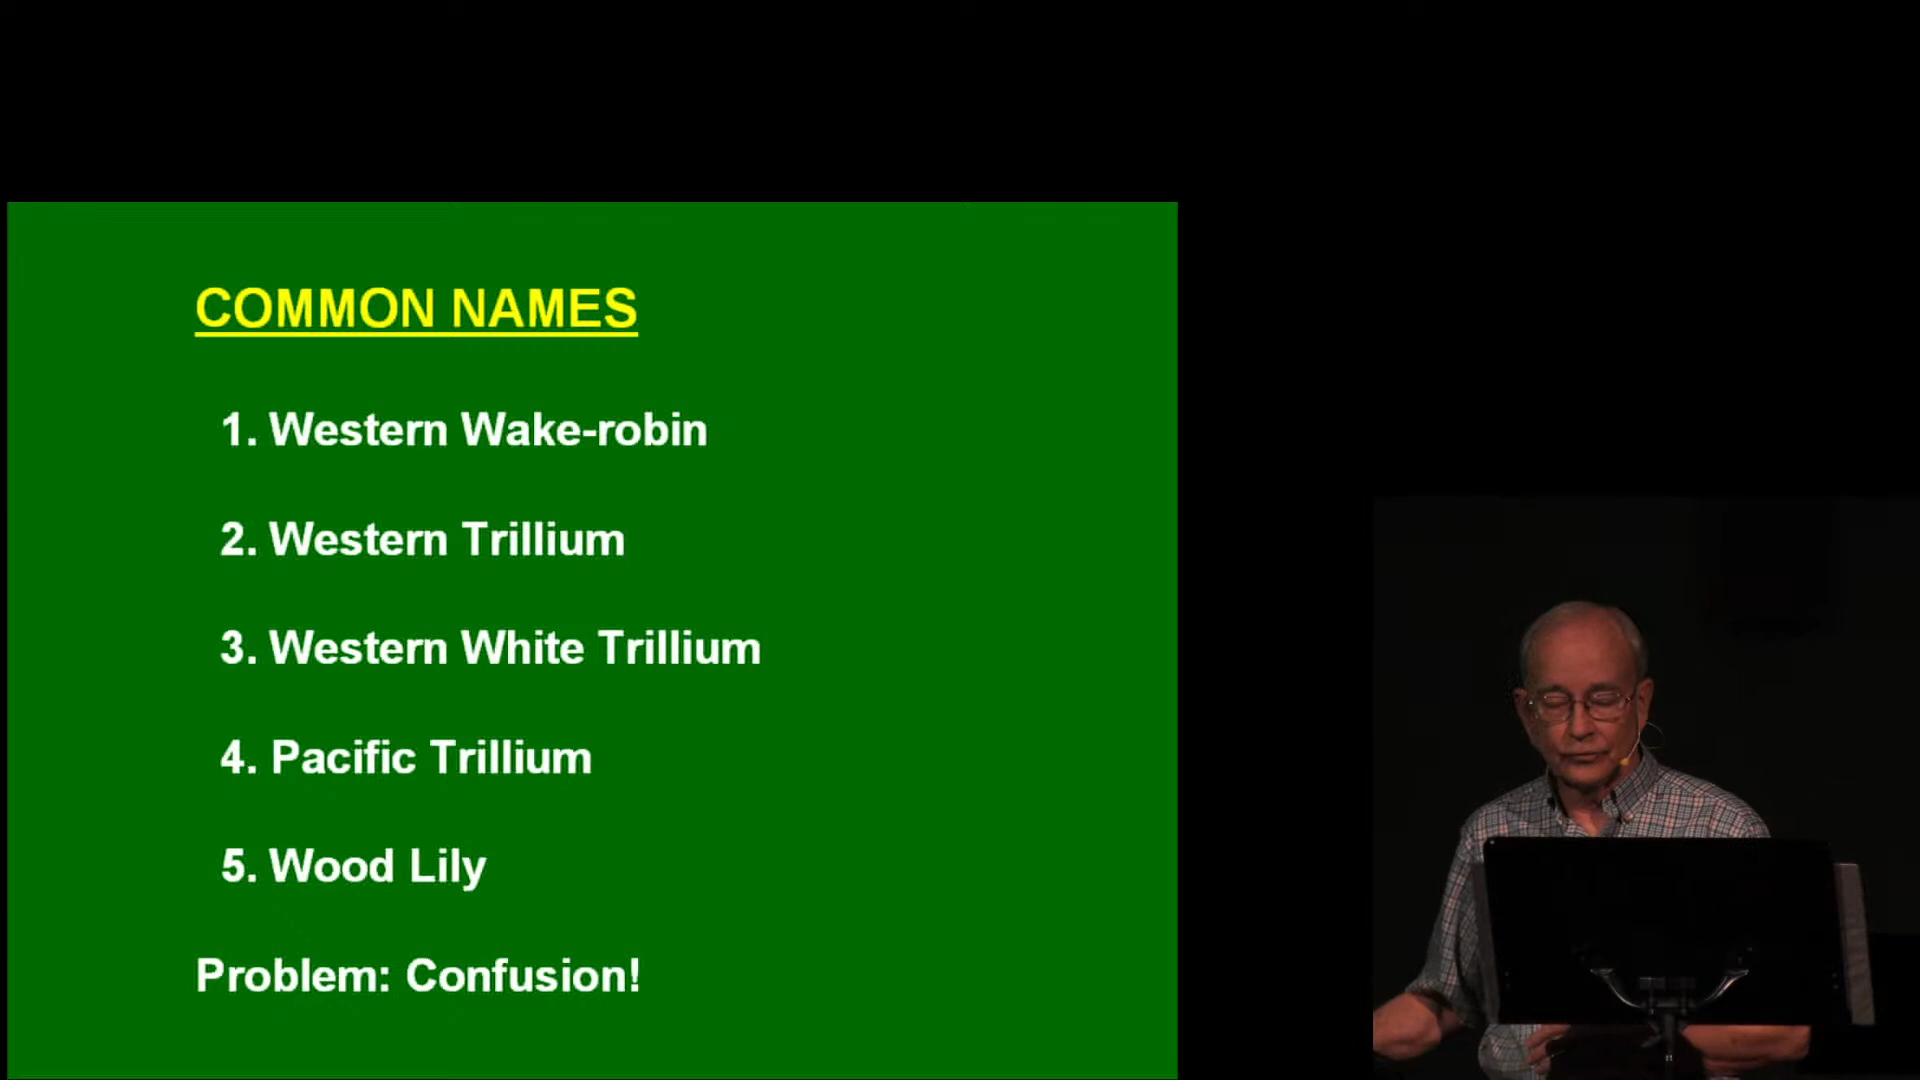 COMMON NAMES
1. Western Wake-robin
2. Western Trillium
3. Western White Trillium
4. Pacific Trillium
5. Wood Lily
Problem: Confusion!